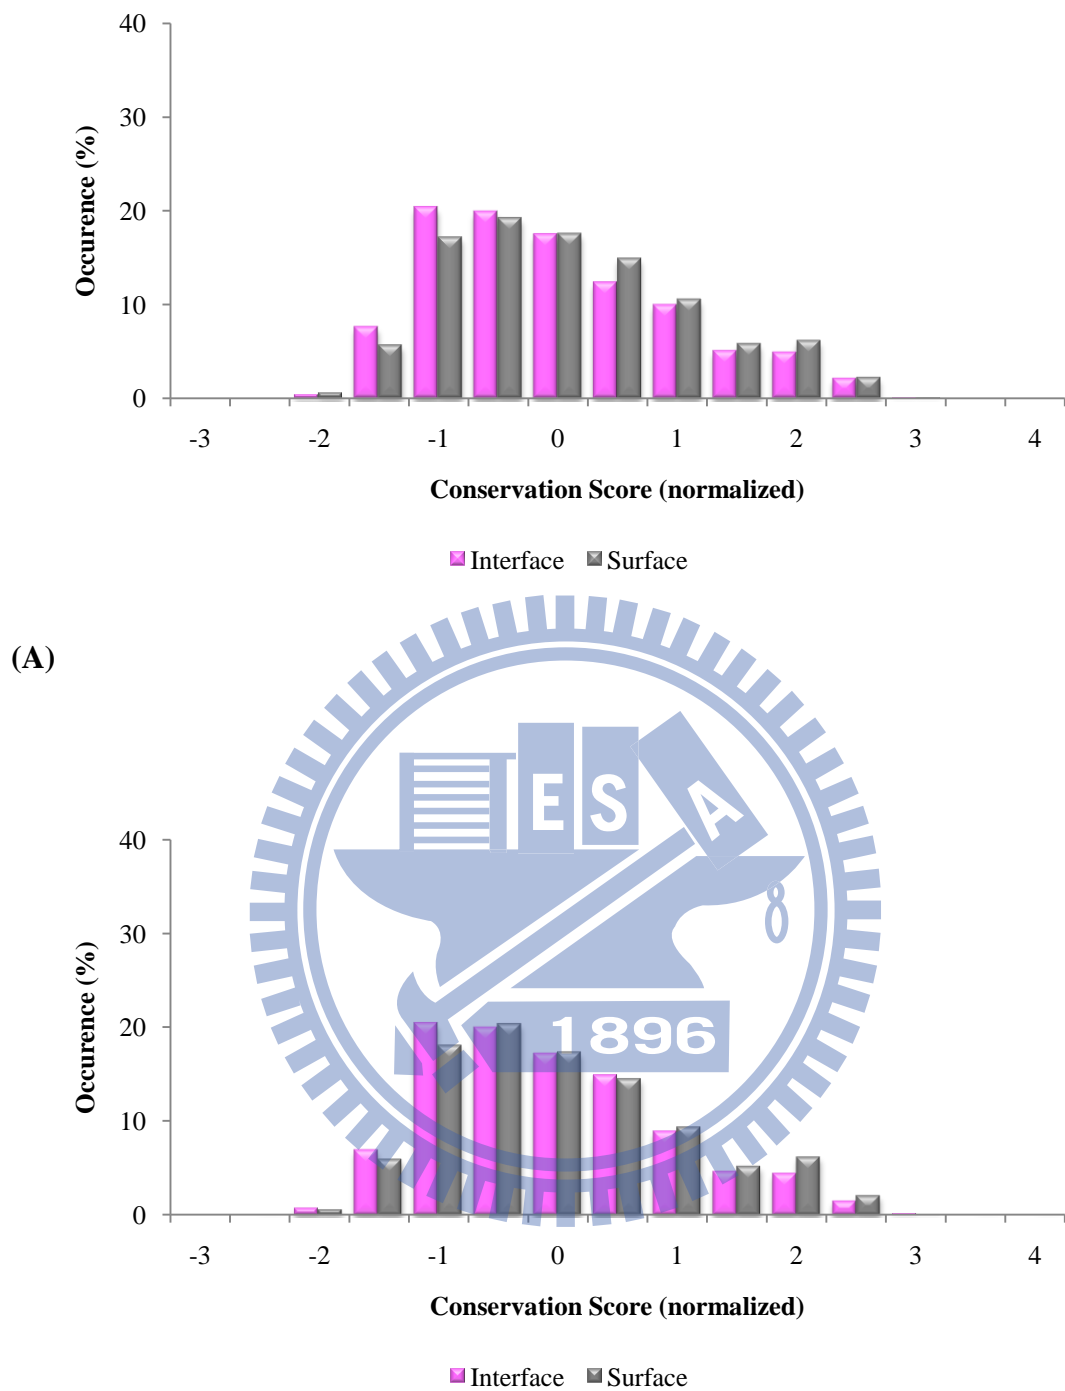 40
30
20
10
0
Occurence (%)
-3 -2 -1 0 1 2 3 4
Conservation Score (normalized)
Interface Surface
(A)
E S A
1896
40
30
20
10
0
Occurence (%)
-3 -2 -1 0 1 2 3 4
Conservation Score (normalized)
Interface Surface